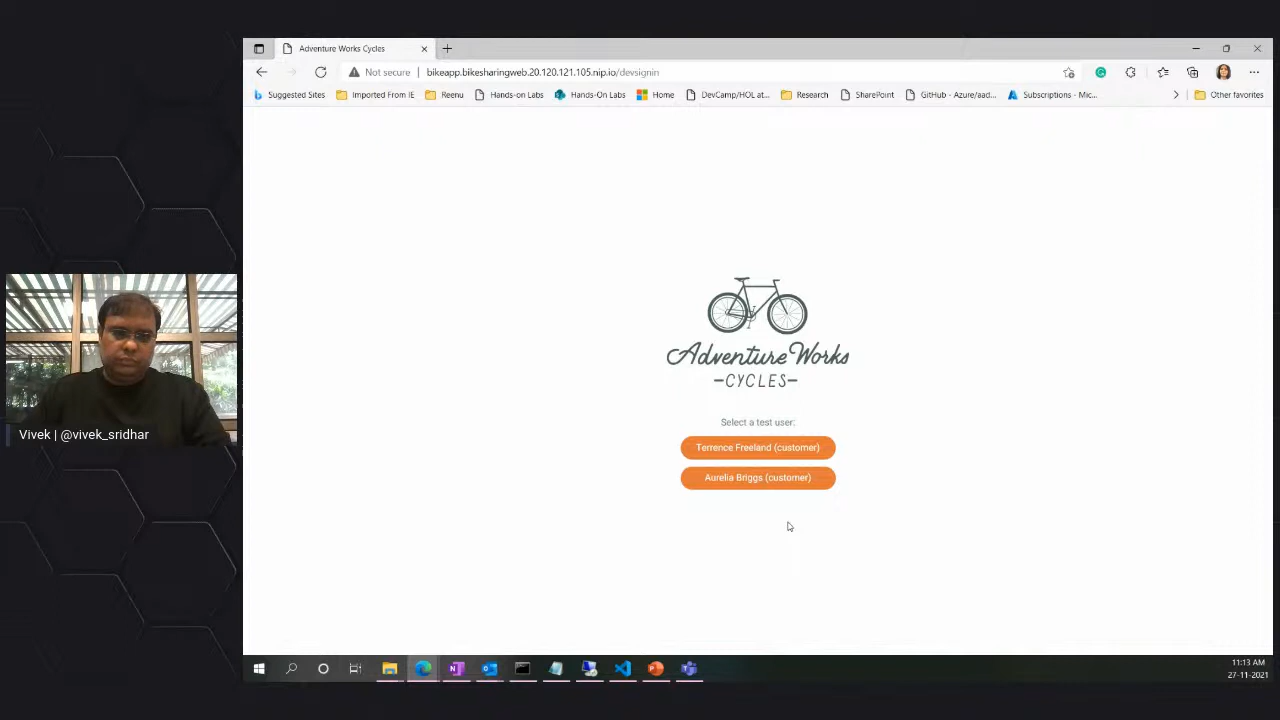 Adventure Works Cycles
Not secure
bikeapp.bikesharingweb.20.120.121.105.nip.io/devsignin
Suggested Sites
Imported From IE
Reenu
Hands-on Labs
Hands-On Labs
Home
DevCamp/HOL at...
Research
SharePoint
GitHub - Azure/aad...
Subscriptions - Mic...
Other favorites
Adventure Works
-CYCLES-
Select a test user:
Terrence Freeland (customer)
Aurelia Briggs (customer)
Vivek | @vivek_sridhar
11:13 AM
27-11-2021